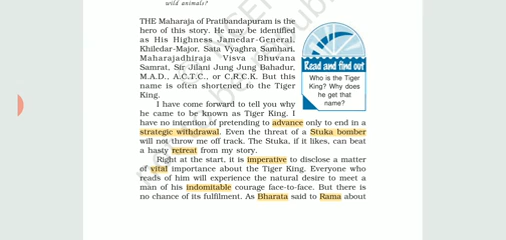 wild animals?
THE Maharaja of Pratibandapuram is the
hero of this story. He may be identified
as His Highness Jamedar-General,
Khiledar-Major, Sata Vyaghra Samhari,
Maharajadhiraja Visva Bhuvana
Samrat, Sir Jilani Jung Jung Bahadur,
M.A.D., A.C.T.C., or C.R.C.K. But this
name is often shortened to the Tiger
King.
I have come forward to tell you why
he came to be known as Tiger King. I
have no intention of pretending to advance only to end in a
strategic withdrawal. Even the threat of a Stuka bomber
will not throw me off track. The Stuka, if it likes, can beat
a hasty retreat from my story.
Right at the start, it is imperative to disclose a matter
of vital importance about the Tiger King. Everyone who
reads of him will experience the natural desire to meet a
man of his indomitable courage face-to-face. But there is
no chance of its fulfilment. As Bharata said to Rama about
Read and find out
Who is the Tiger
King? Why does
he get that
name?